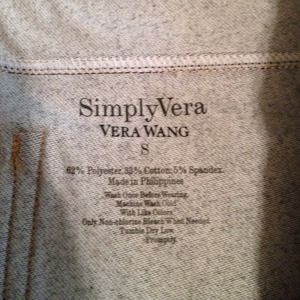 SimplyVera
VERA WANG
S
62% Polyester, 33% Cotton, 5% Spandex.
Made in Philippines
Wash Once Before Wearing.
Machine Wash Cold
With Like Colors.
Only Non-chlorine Bleach When Needed.
Tumble Dry Low.
Promptly.